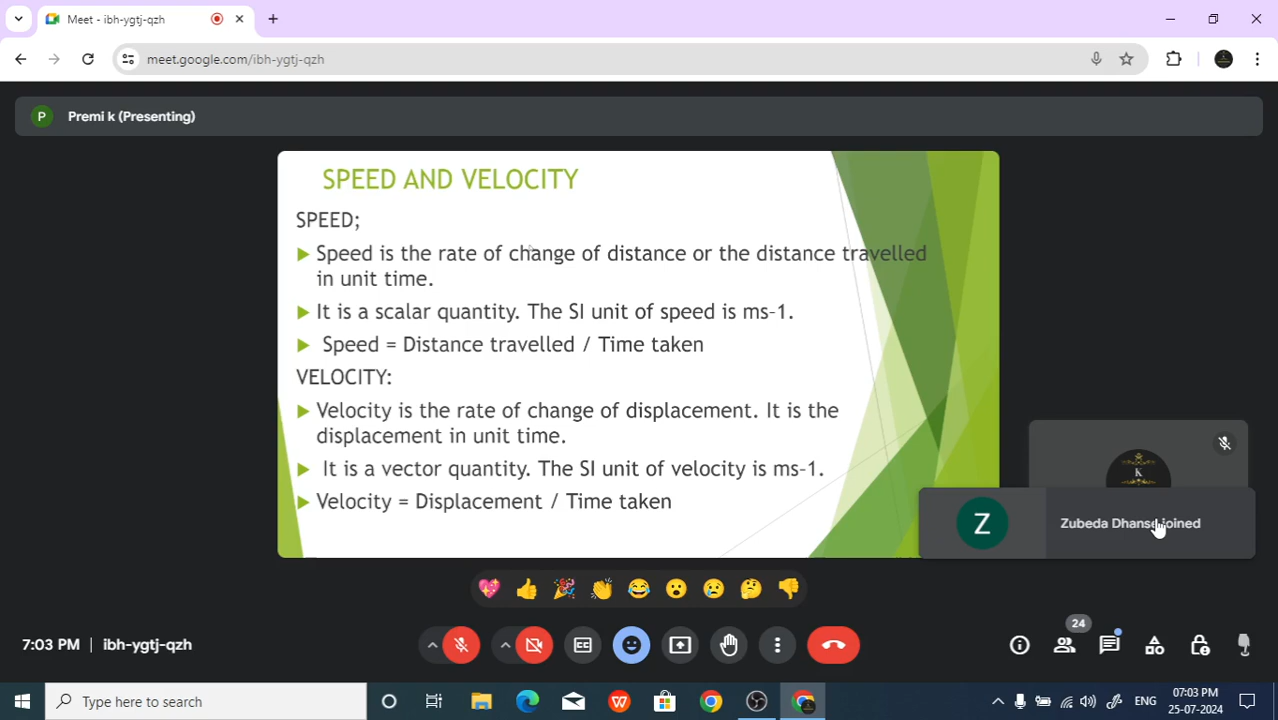 Meet - ibh-ygtj-qzh
meet.google.com/ibh-ygtj-qzh
P
Premi k (Presenting)
SPEED AND VELOCITY
SPEED;
Speed is the rate of change of distance or the distance travelled
in unit time.
It is a scalar quantity. The SI unit of speed is ms-1.
Speed = Distance travelled / Time taken
VELOCITY:
Velocity is the rate of change of displacement. It is the
displacement in unit time.
It is a vector quantity. The SI unit of velocity is ms-1.
Velocity = Displacement / Time taken
K
Z
Zubeda Dhanse joined
24
7:03 PM | ibh-ygtj-qzh
Type here to search
ENG
07:03 PM
25-07-2024